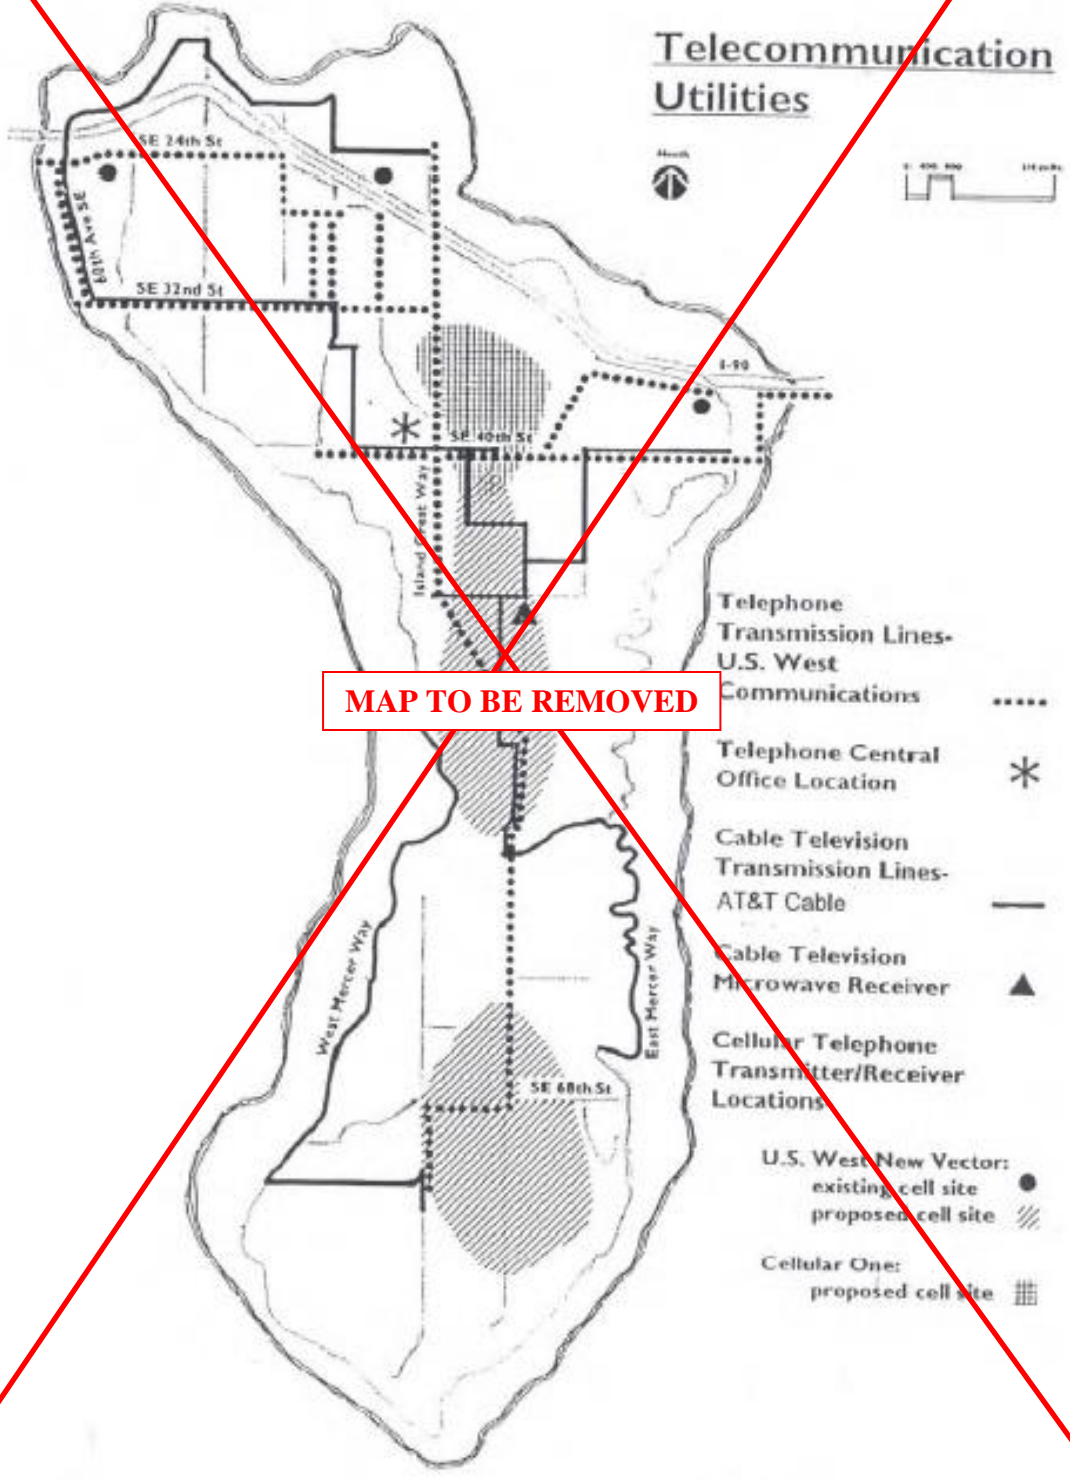 Telecommunication
Utilities
North
SE 24th St
60th Ave SE
SE 32nd St
I-90
SE 40th St
Island Crest Way
Telephone
Transmission Lines-
U.S. West
Communications
MAP TO BE REMOVED
Telephone Central
Office Location
Cable Television
Transmission Lines-
AT&T Cable
West Mercer Way
East Mercer Way
Cable Television
Microwave Receiver
Cellular Telephone
Transmitter/Receiver
Locations
SE 68th St
U.S. West New Vector:
existing cell site
proposed cell site
Cellular One:
proposed cell site